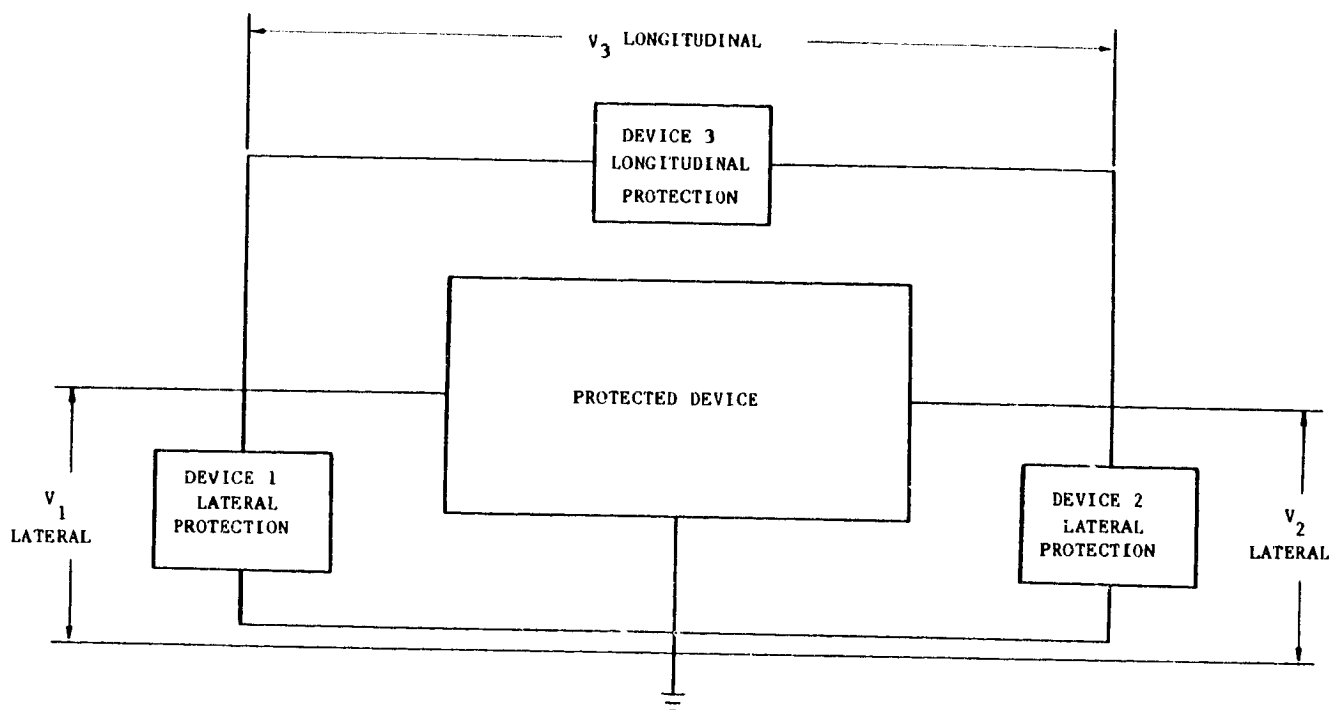 V3 LONGITUDINAL
DEVICE 3
LONGITUDINAL
PROTECTION
PROTECTED DEVICE
DEVICE 1
LATERAL
PROTECTION
V1
LATERAL
DEVICE 2
LATERAL
PROTECTION
V2
LATERAL